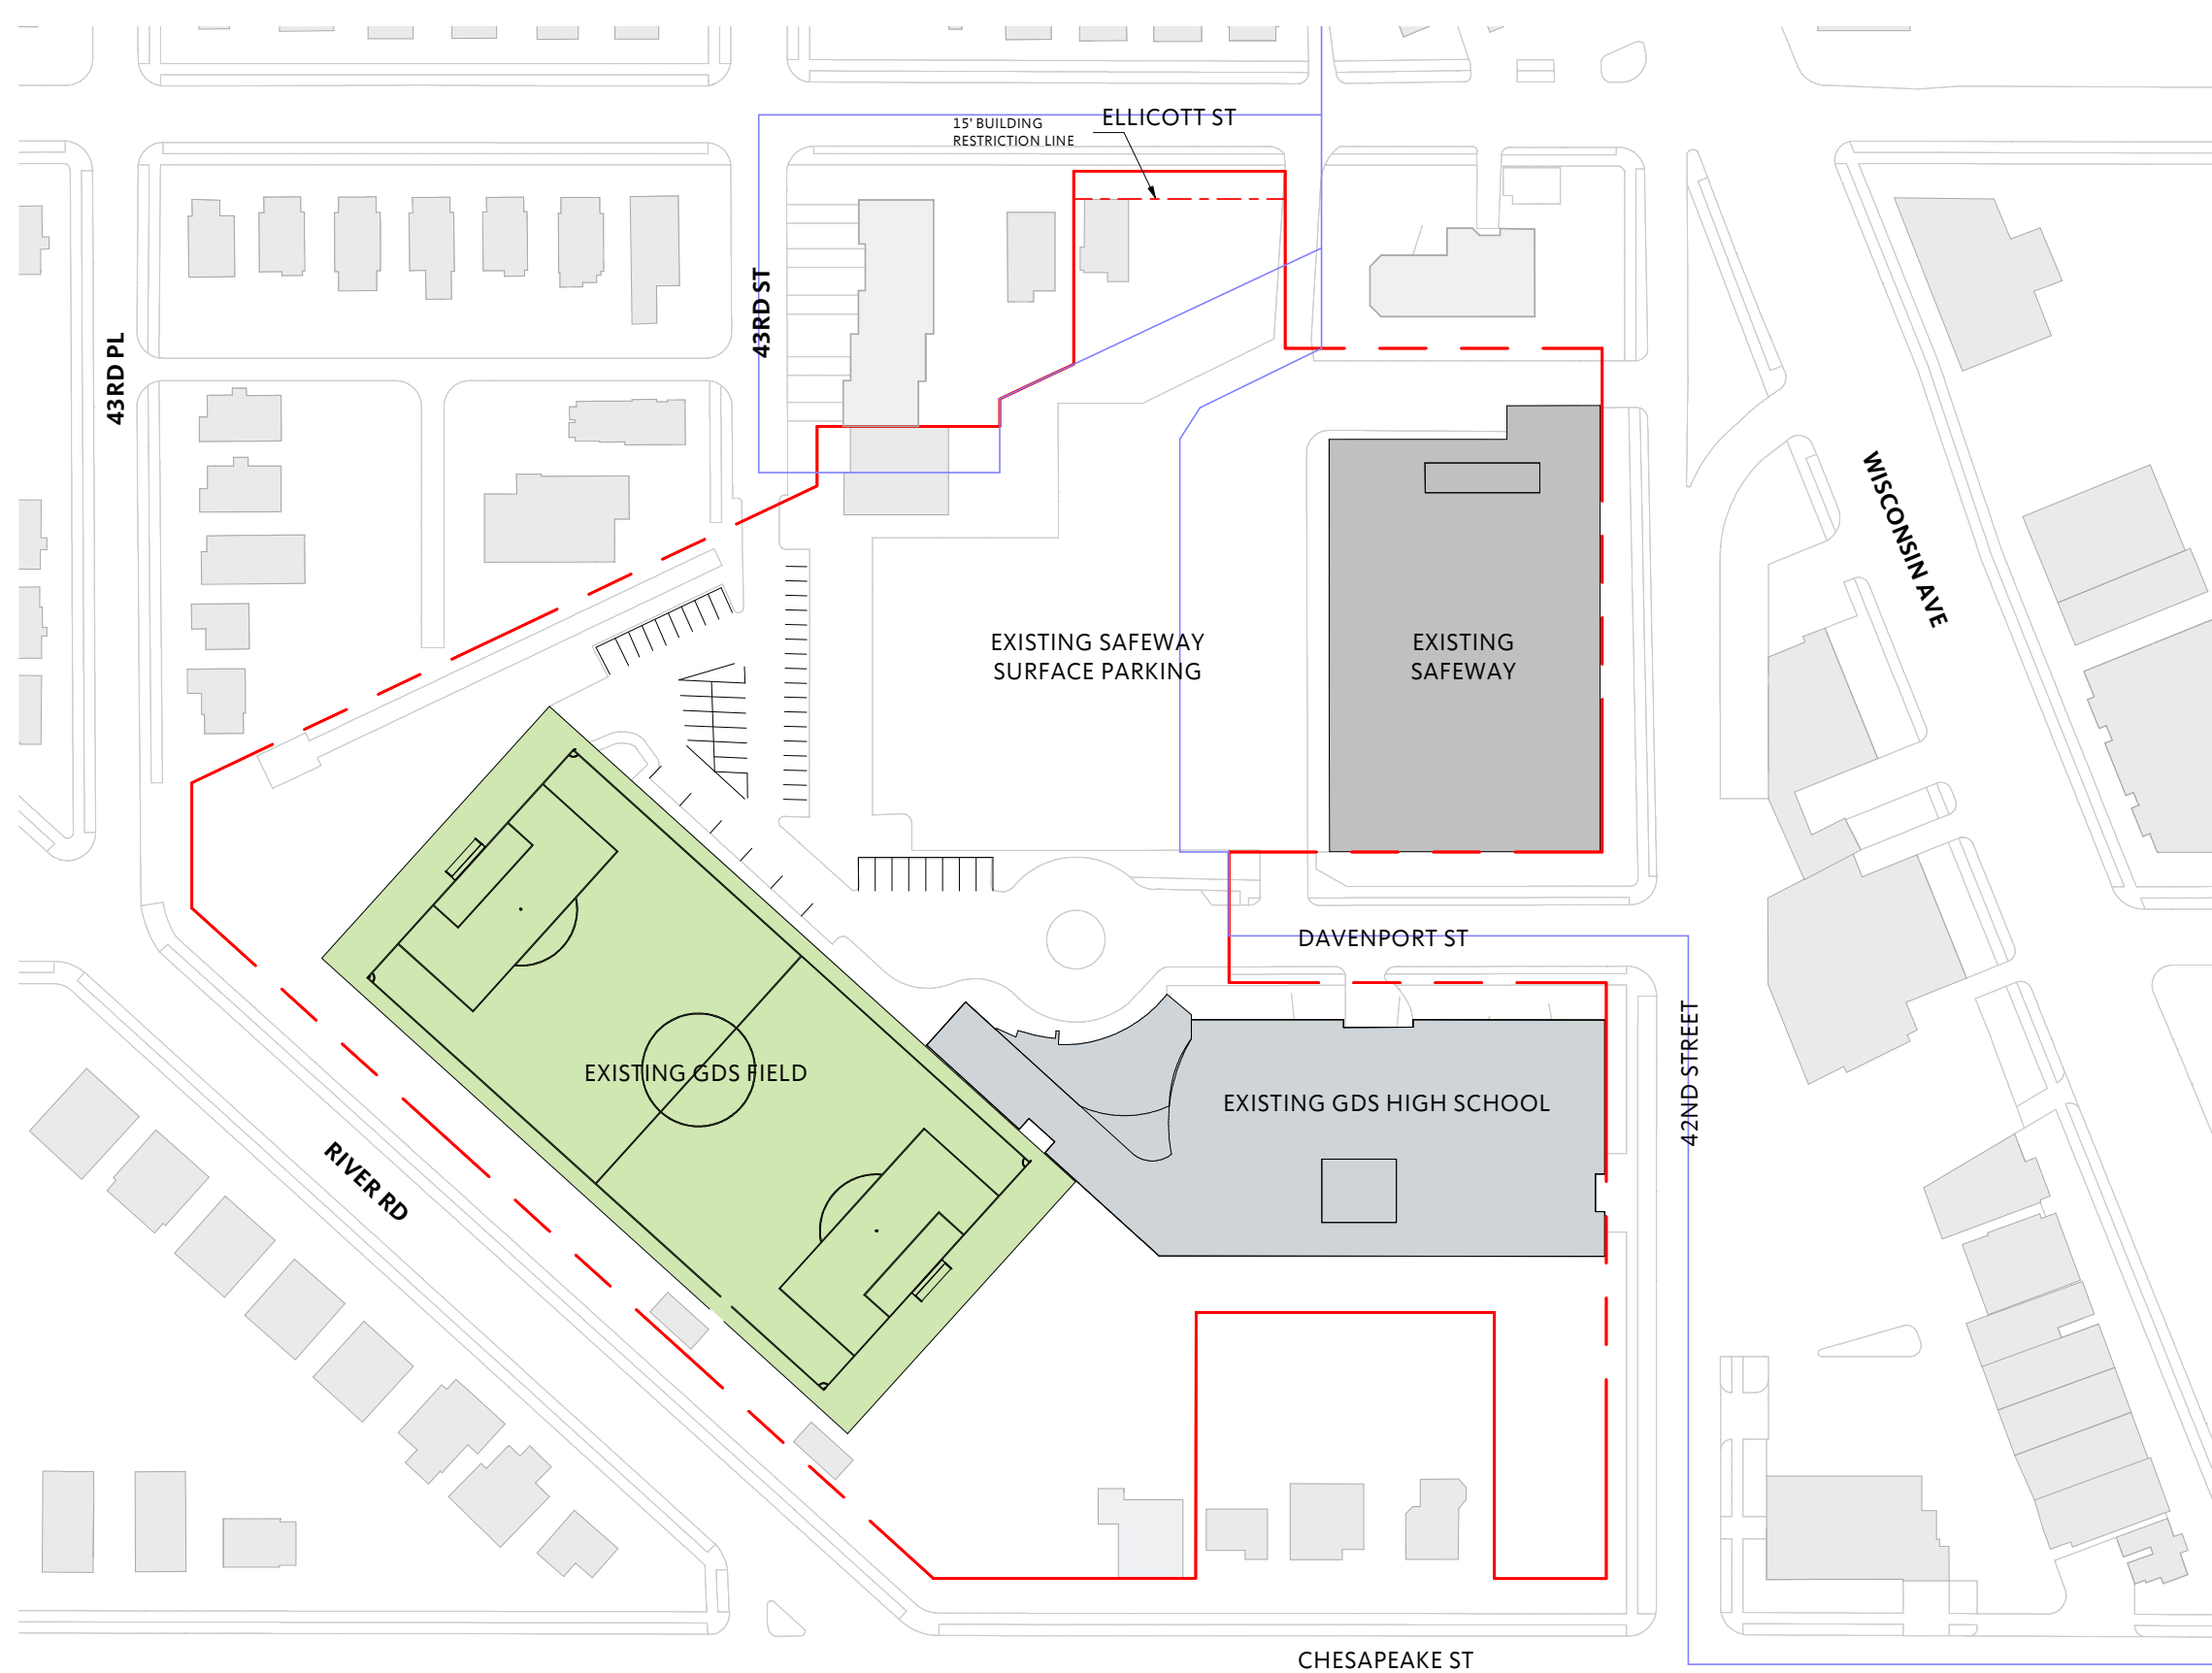 ELLICOTT ST
15' BUILDING
RESTRICTION LINE
43RD ST
43RD PL
WISCONSIN AVE
EXISTING SAFEWAY
SURFACE PARKING
EXISTING
SAFEWAY
DAVENPORT ST
EXISTING GDS FIELD
EXISTING GDS HIGH SCHOOL
42ND STREET
RIVER RD
CHESAPEAKE ST